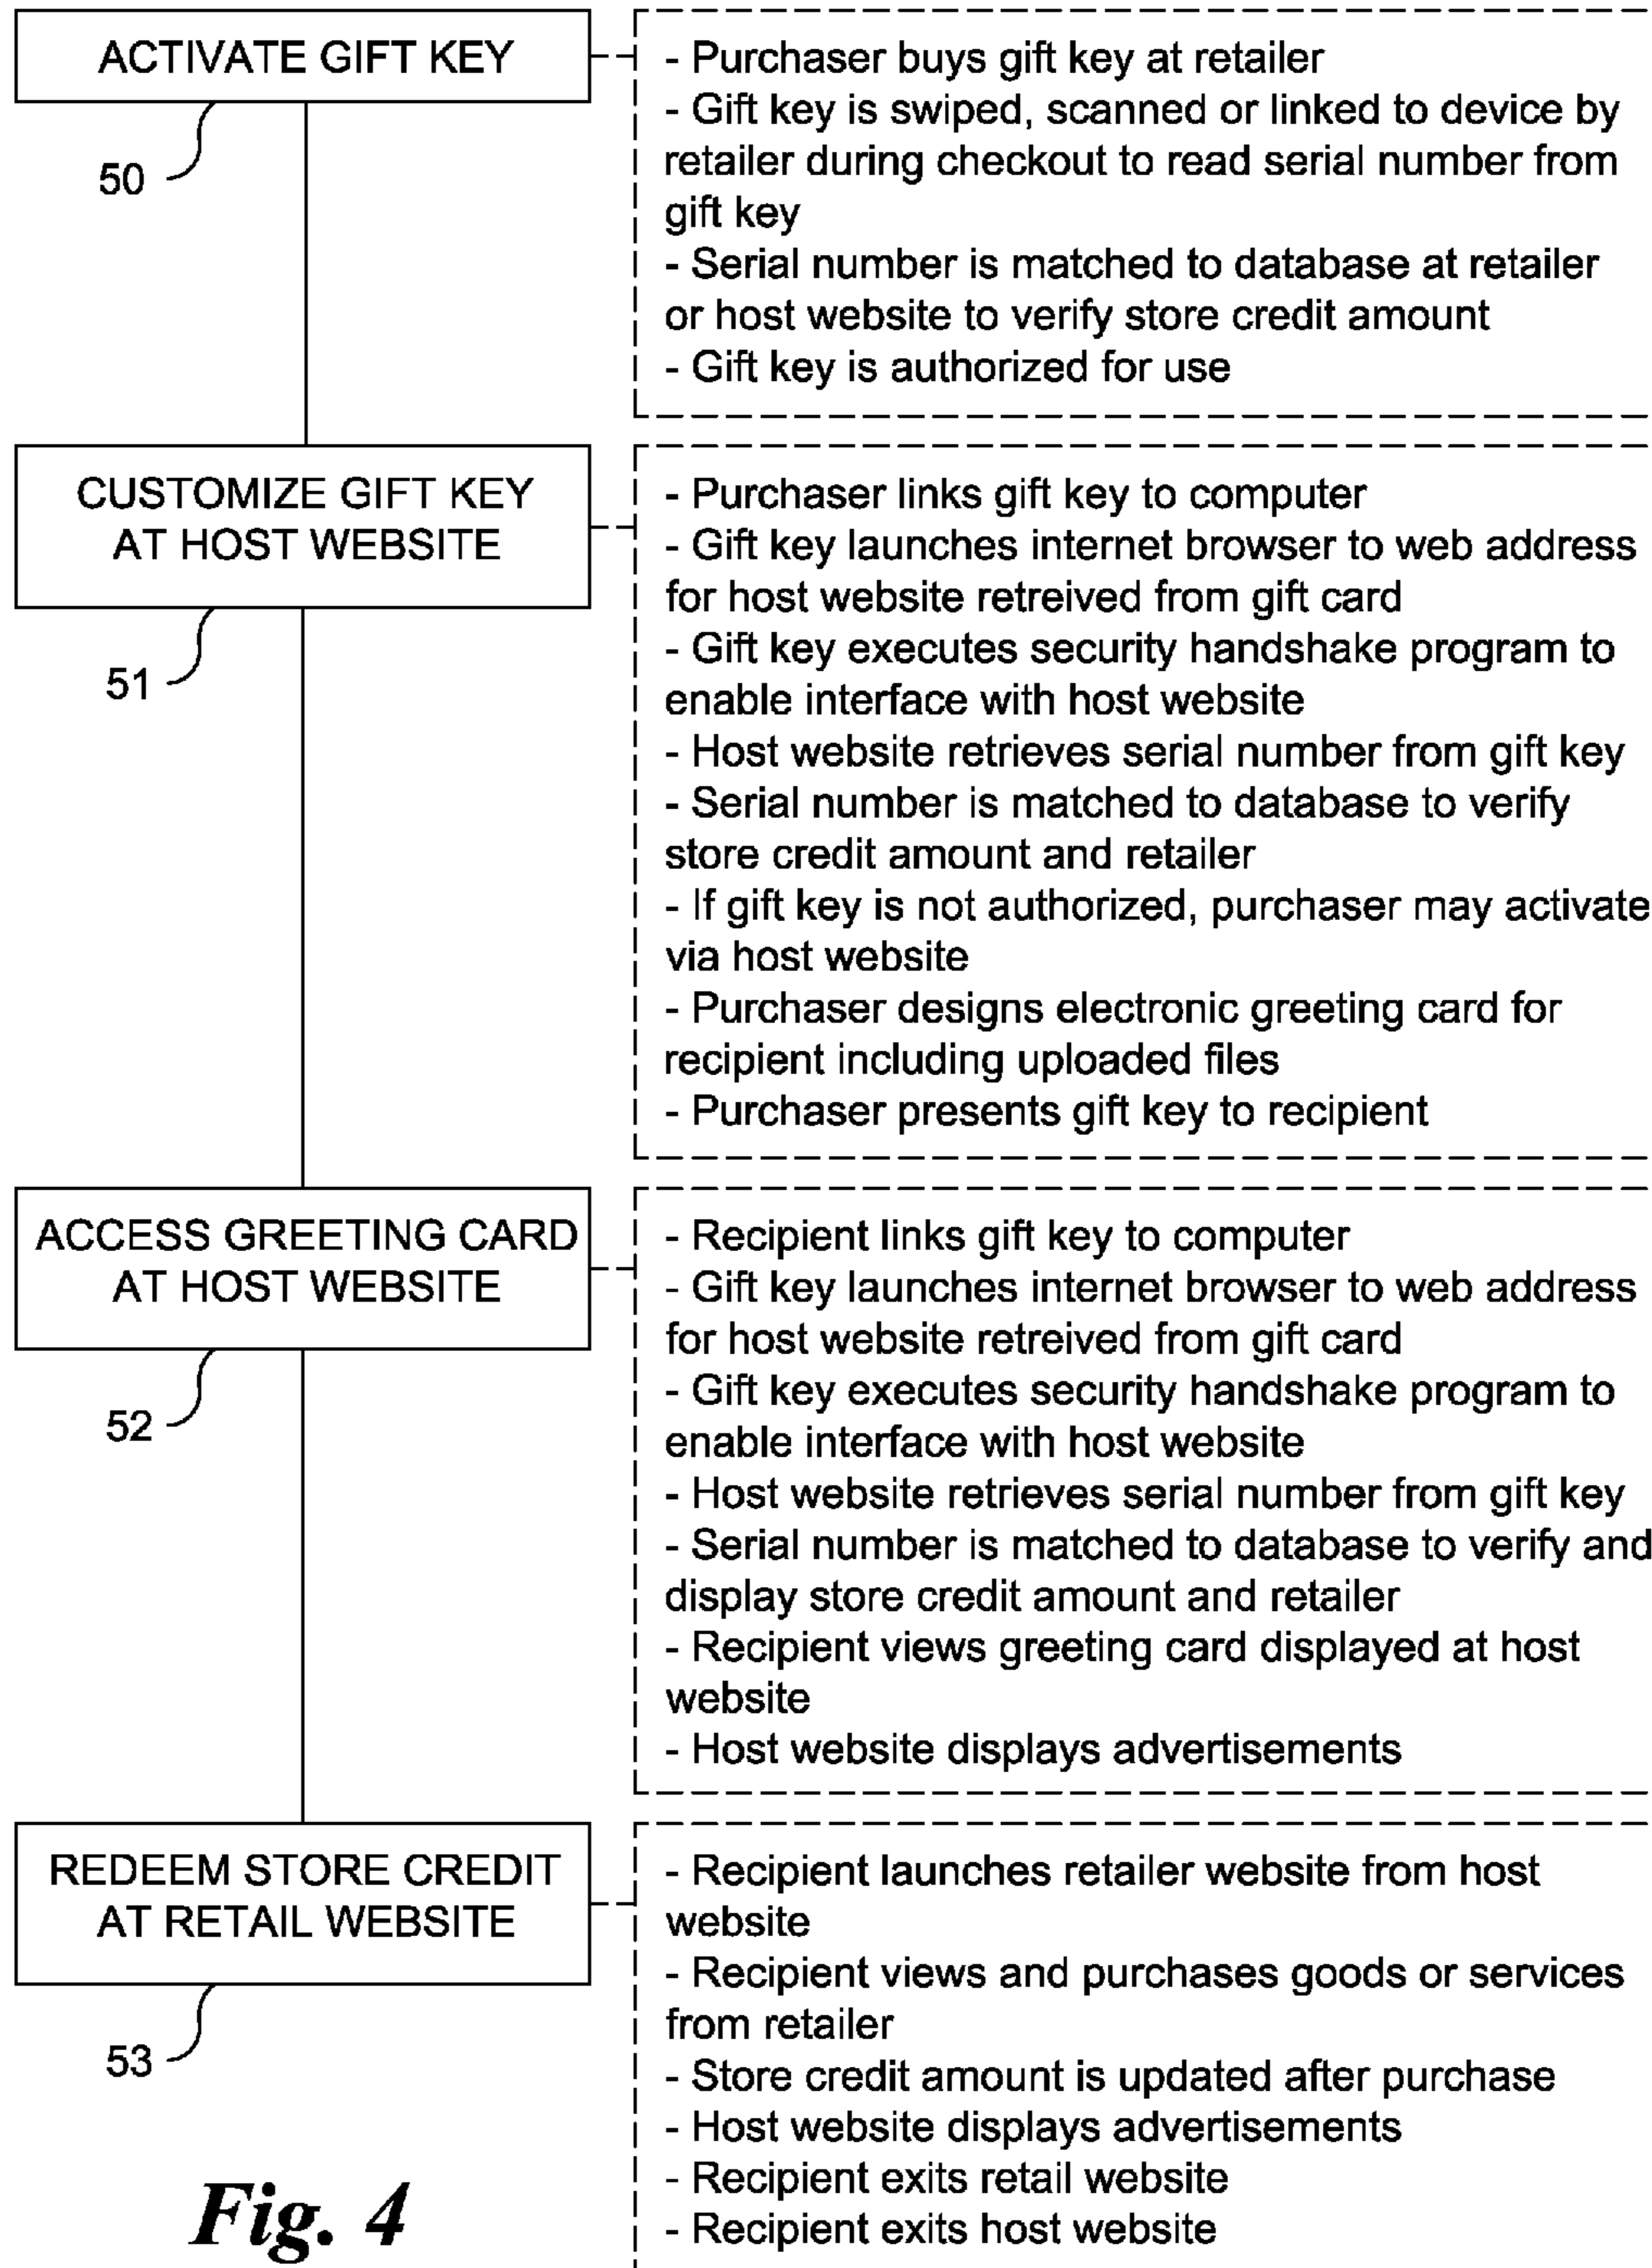 ACTIVATE GIFT KEY
50
- Purchaser buys gift key at retailer
- Gift key is swiped, scanned or linked to device by
retailer during checkout to read serial number from
gift key
- Serial number is matched to database at retailer
or host website to verify store credit amount
- Gift key is authorized for use
CUSTOMIZE GIFT KEY
AT HOST WEBSITE
51
- Purchaser links gift key to computer
- Gift key launches internet browser to web address
for host website retreived from gift card
- Gift key executes security handshake program to
enable interface with host website
- Host website retrieves serial number from gift key
- Serial number is matched to database to verify
store credit amount and retailer
- If gift key is not authorized, purchaser may activate
via host website
- Purchaser designs electronic greeting card for
recipient including uploaded files
- Purchaser presents gift key to recipient
ACCESS GREETING CARD
AT HOST WEBSITE
52
- Recipient links gift key to computer
- Gift key launches internet browser to web address
for host website retreived from gift card
- Gift key executes security handshake program to
enable interface with host website
- Host website retrieves serial number from gift key
- Serial number is matched to database to verify and
display store credit amount and retailer
- Recipient views greeting card displayed at host
website
- Host website displays advertisements
REDEEM STORE CREDIT
AT RETAIL WEBSITE
53
- Recipient launches retailer website from host
website
- Recipient views and purchases goods or services
from retailer
- Store credit amount is updated after purchase
- Host website displays advertisements
- Recipient exits retail website
- Recipient exits host website
Fig. 4